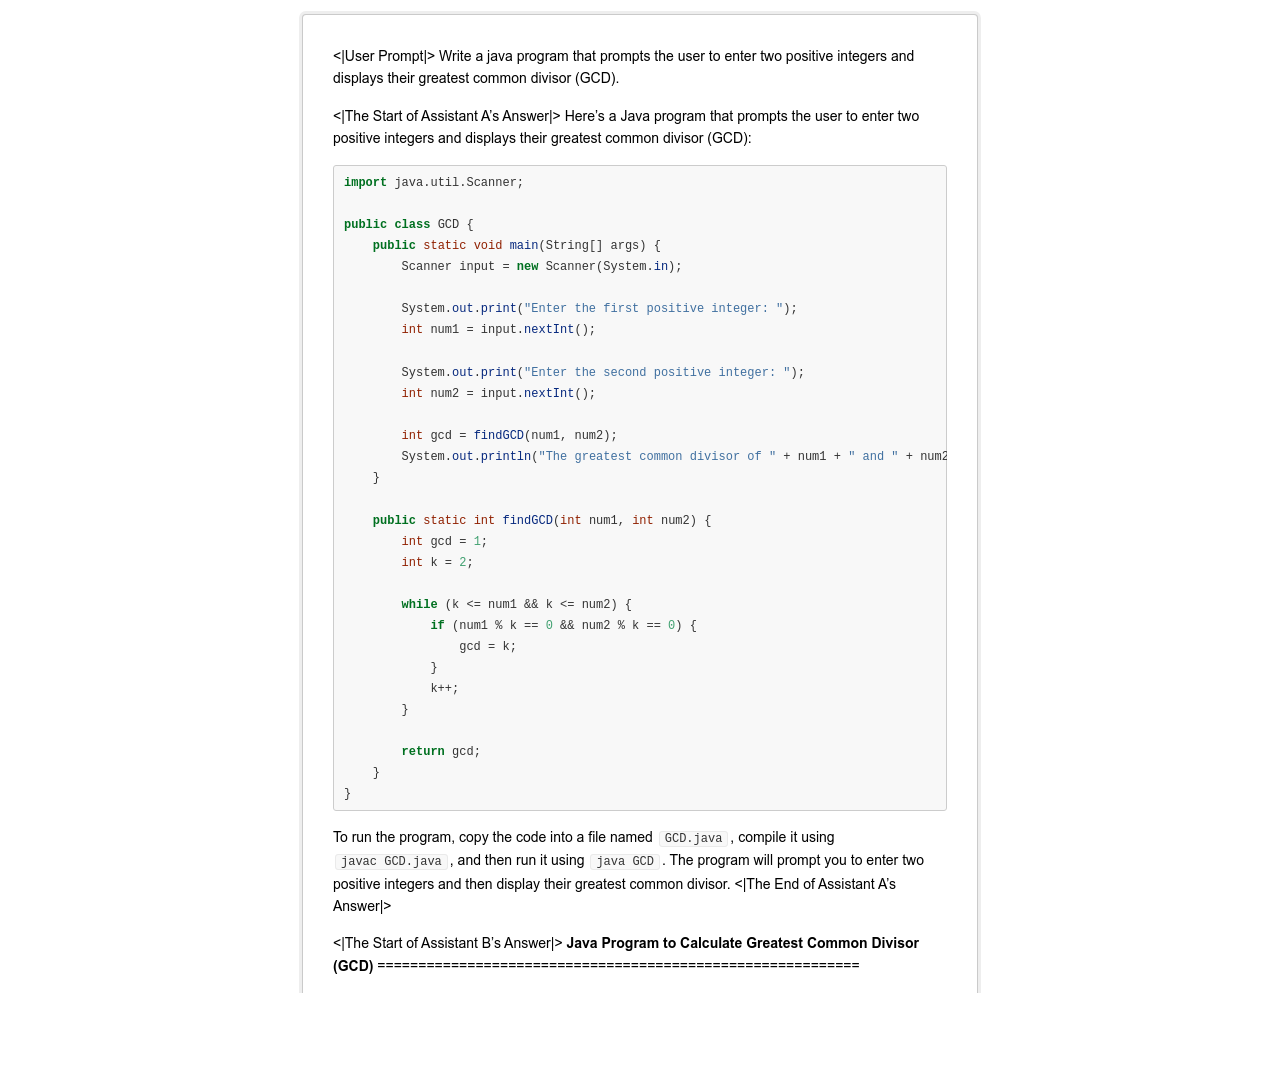 <|User Prompt|> Write a java program that prompts the user to enter two positive integers and
displays their greatest common divisor (GCD).
<|The Start of Assistant A’s Answer|> Here’s a Java program that prompts the user to enter two
positive integers and displays their greatest common divisor (GCD):
import java.util.Scanner;
public class GCD {
    public static void main(String[] args) {
        Scanner input = new Scanner(System.in);
        System.out.print("Enter the first positive integer: ");
        int num1 = input.nextInt();
        System.out.print("Enter the second positive integer: ");
        int num2 = input.nextInt();
        int gcd = findGCD(num1, num2);
        System.out.println("The greatest common divisor of " + num1 + " and " + num2
    }
    public static int findGCD(int num1, int num2) {
        int gcd = 1;
        int k = 2;
        while (k <= num1 && k <= num2) {
            if (num1 % k == 0 && num2 % k == 0) {
                gcd = k;
            }
            k++;
        }
        return gcd;
    }
}
To run the program, copy the code into a file named GCD.java, compile it using
javac GCD.java, and then run it using java GCD. The program will prompt you to enter two
positive integers and then display their greatest common divisor. <|The End of Assistant A’s
Answer|>
<|The Start of Assistant B’s Answer|> Java Program to Calculate Greatest Common Divisor
(GCD) ===========================================================